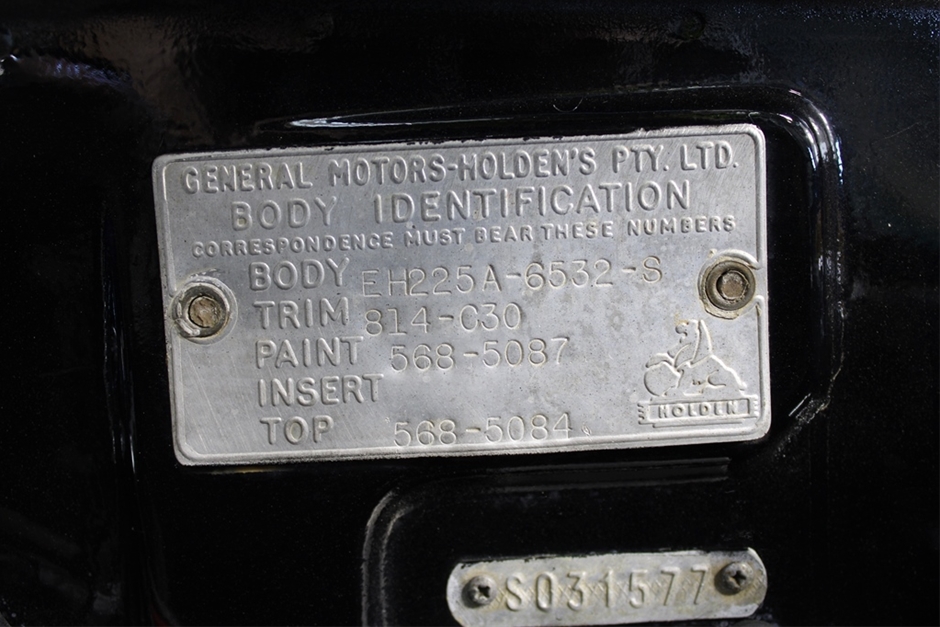 GENERAL MOTORS-HOLDEN'S PTY. LTD.
BODY IDENTIFICATION
CORRESPONDENCE MUST BEAR THESE NUMBERS
BODY EH225A-6532-S
TRIM 814-C30
PAINT 568-5087
INSERT
TOP 568-5084
HOLDEN
S031577